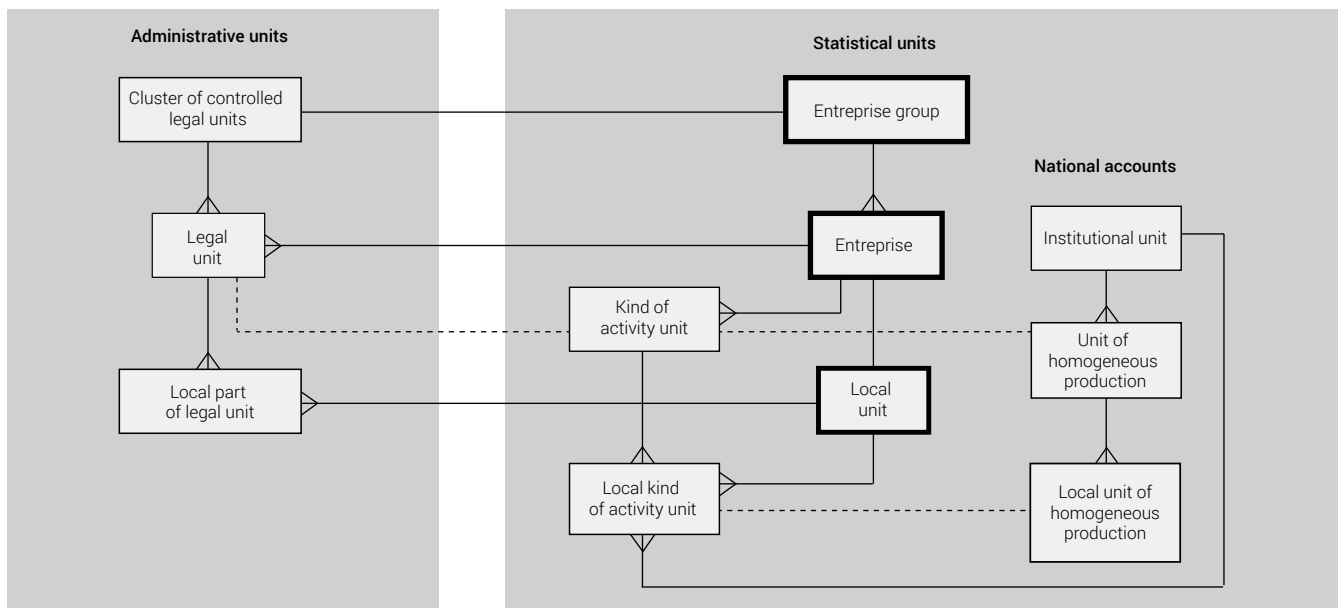 Administrative units
Cluster of controlled
legal units
Legal
unit
Local part
of legal unit
Statistical units
Entreprise group
Entreprise
Kind of
activity unit
Local
unit
Local kind
of activity unit
National accounts
Institutional unit
Unit of
homogeneous
production
Local unit of
homogeneous
production